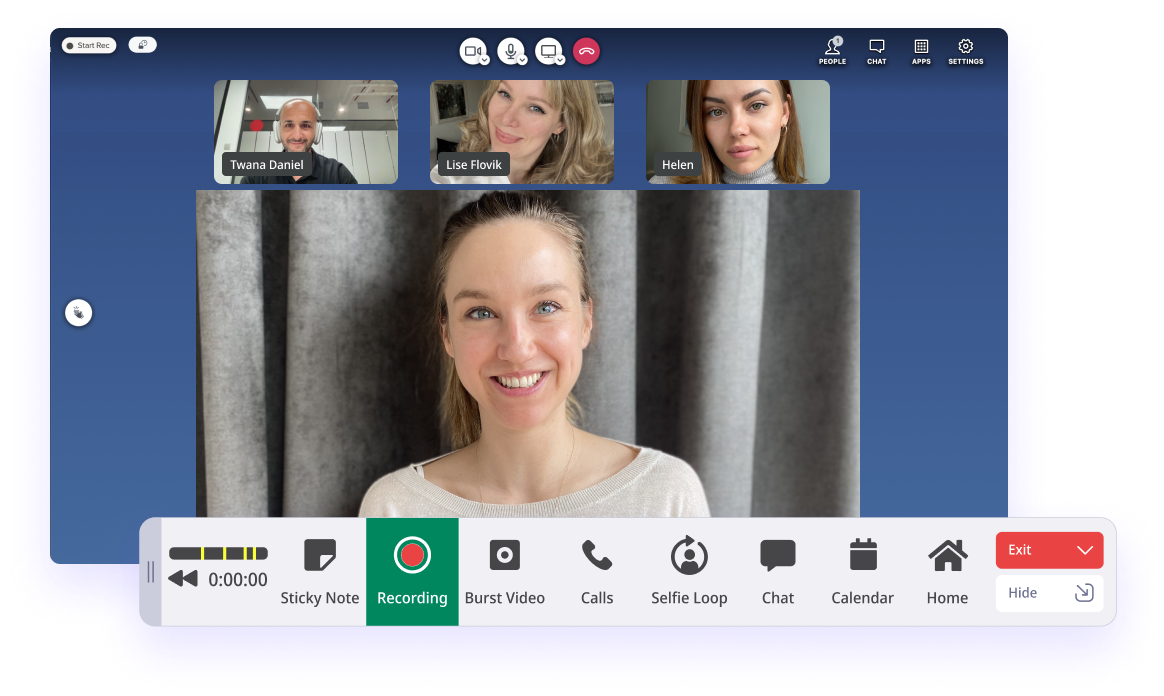 Start Rec
1
PEOPLE
CHAT
APPS
SETTINGS
Twana Daniel
Lise Flovik
Helen
0:00:00
Sticky Note
Recording
Burst Video
Calls
Selfie Loop
Chat
Calendar
Home
Exit
Hide